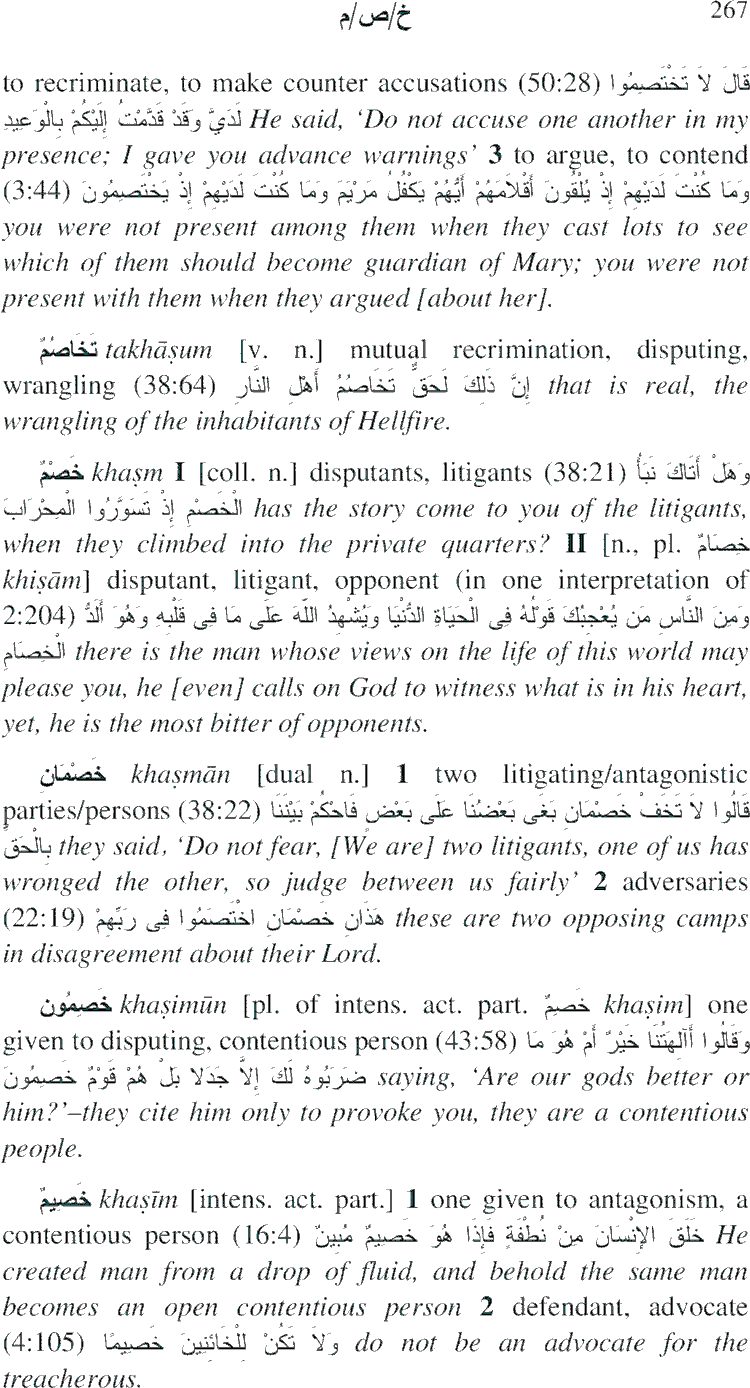 خ/ص/م 267
to recriminate, to make counter accusations (50:28) قَالَ لاَ تَخْتَصِمُوا
لَدَيَّ وَقَدْ قَدَّمْتُ إِلَيْكُمْ بِالْوَعِيدِ He said, ‘Do not accuse one another in my
presence; I gave you advance warnings’ 3 to argue, to contend
(3:44) وَمَا كُنْتَ لَدَيْهِمْ إِذْ يُلْقُونَ أَقْلاَمَهُمْ أَيُّهُمْ يَكْفُلُ مَرْيَمَ وَمَا كُنْتَ لَدَيْهِمْ إِذْ يَخْتَصِمُونَ
you were not present among them when they cast lots to see
which of them should become guardian of Mary; you were not
present with them when they argued [about her].
تَخَاصُمٌ takhāṣum [v. n.] mutual recrimination, disputing,
wrangling (38:64) إِنَّ ذَلِكَ لَحَقٌّ تَخَاصُمُ أَهْلِ النَّارِ that is real, the
wrangling of the inhabitants of Hellfire.
خَصْمٌ khaṣm I [coll. n.] disputants, litigants (38:21) وَهَلْ أَتَاكَ نَبَأُ
الْخَصْمِ إِذْ تَسَوَّرُوا الْمِحْرَابَ has the story come to you of the litigants,
when they climbed into the private quarters? II [n., pl. خِصَامٌ
khiṣām] disputant, litigant, opponent (in one interpretation of
2:204) وَمِنَ النَّاسِ مَن يُعْجِبُكَ قَوْلُهُ فِى الْحَيَاةِ الدُّنْيَا وَيُشْهِدُ اللَّهَ عَلَى مَا فِى قَلْبِهِ وَهُوَ أَلَدُّ
الْخِصَامِ there is the man whose views on the life of this world may
please you, he [even] calls on God to witness what is in his heart,
yet, he is the most bitter of opponents.
خَصْمَانِ khaṣmān [dual n.] 1 two litigating/antagonistic
parties/persons (38:22) قَالُوا لاَ تَخَفْ خَصْمَانِ بَغَى بَعْضُنَا عَلَى بَعْضٍ فَاحْكُمْ بَيْنَنَا
بِالْحَقِّ they said, ‘Do not fear, [We are] two litigants, one of us has
wronged the other, so judge between us fairly’ 2 adversaries
(22:19) هَذَانِ خَصْمَانِ اخْتَصَمُوا فِى رَبِّهِمْ these are two opposing camps
in disagreement about their Lord.
خَصِمُون khaṣimūn [pl. of intens. act. part. خَصِمٌ khaṣim] one
given to disputing, contentious person (43:58) وَقَالُوا أَآلِهَتُنَا خَيْرٌ أَمْ هُوَ مَا
ضَرَبُوهُ لَكَ إِلاَّ جَدَلاً بَلْ هُمْ قَوْمٌ خَصِمُونَ saying, ‘Are our gods better or
him?’–they cite him only to provoke you, they are a contentious
people.
خَصِيمٌ khaṣīm [intens. act. part.] 1 one given to antagonism, a
contentious person (16:4) خَلَقَ الإِنْسَانَ مِنْ نُطْفَةٍ فَإِذَا هُوَ خَصِيمٌ مُبِينٌ He
created man from a drop of fluid, and behold the same man
becomes an open contentious person 2 defendant, advocate
(4:105) وَلاَ تَكُنْ لِلْخَائِنِينَ خَصِيمًا do not be an advocate for the
treacherous.